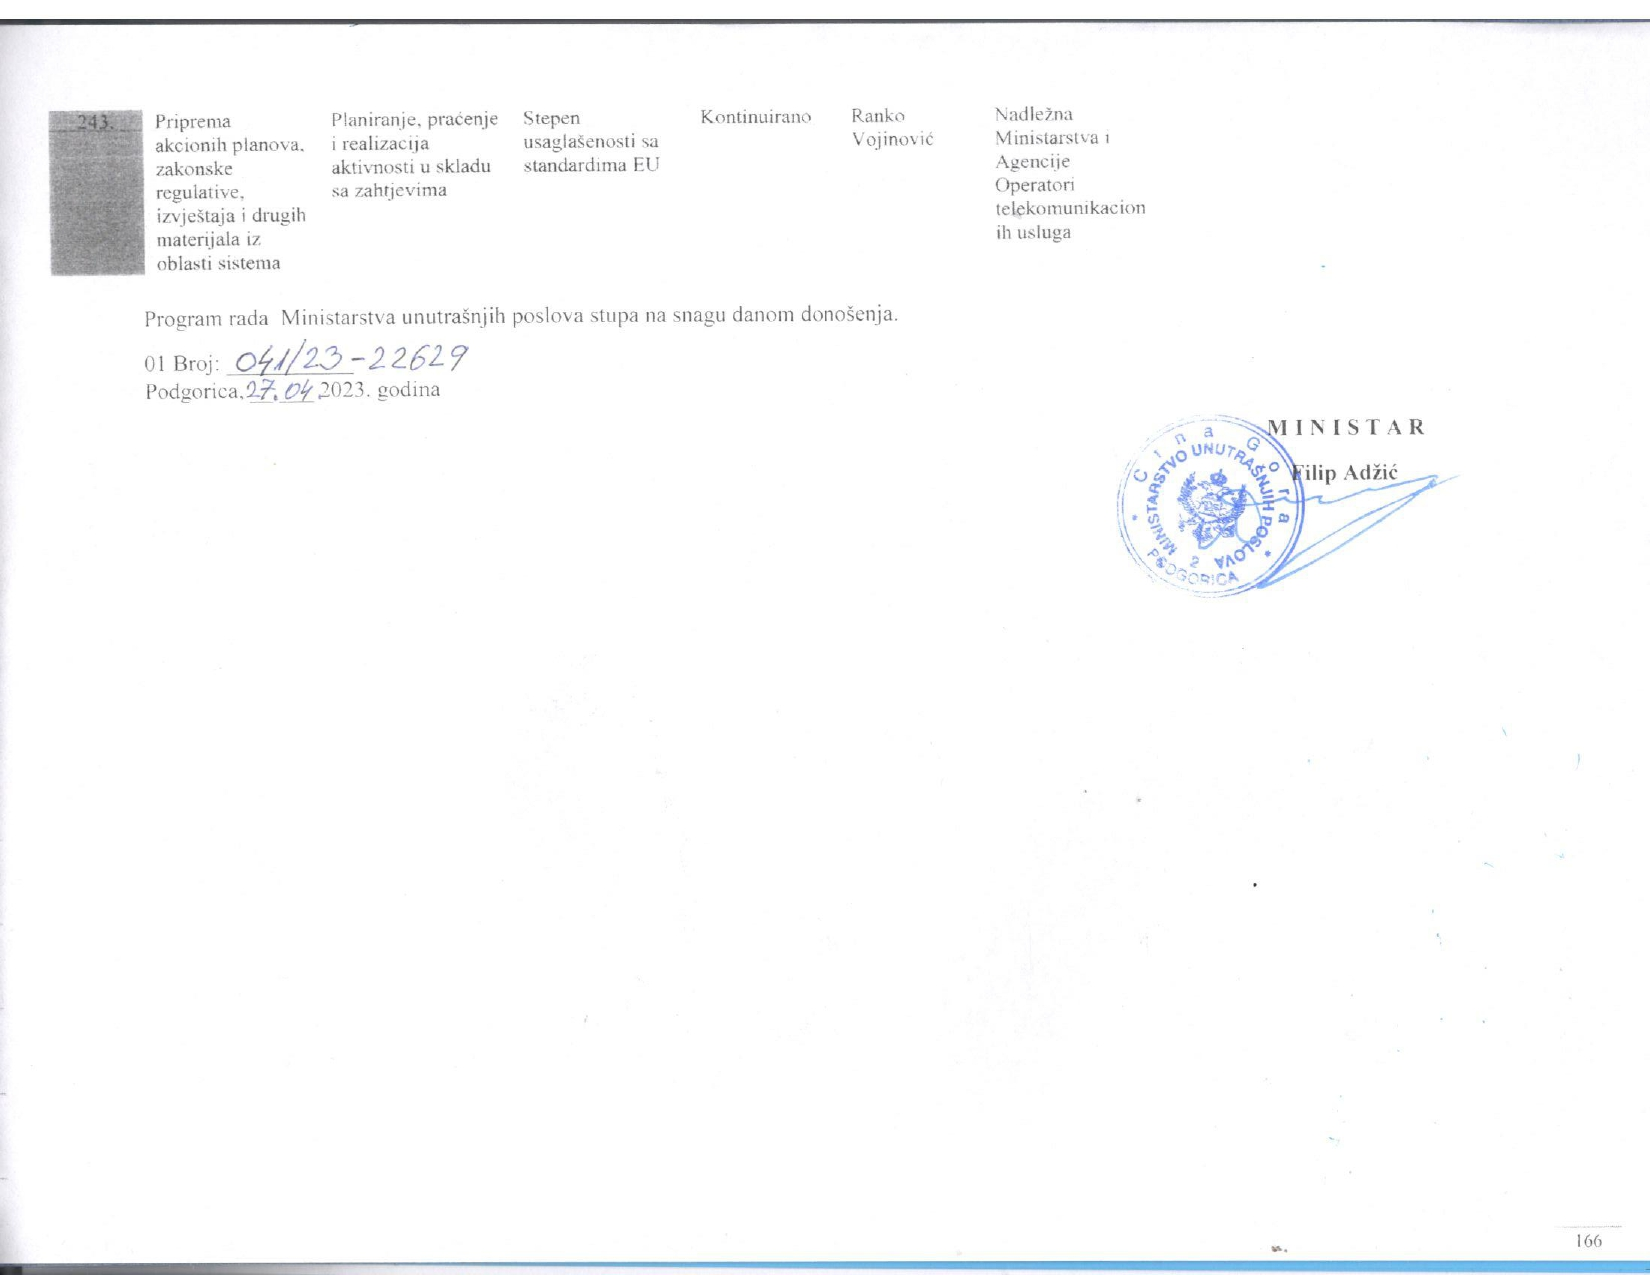 243.
Priprema
akcionih planova,
zakonske
regulative,
izvještaja i drugih
materijala iz
oblasti sistema
Planiranje, praćenje
i realizacija
aktivnosti u skladu
sa zahtjevima
Stepen
usaglašenosti sa
standardima EU
Kontinuirano
Ranko
Vojinović
Nadležna
Ministarstva i
Agencije
Operatori
telekomunikacion
ih usluga
Program rada Ministarstva unutrašnjih poslova stupa na snagu danom donošenja.
01 Broj: 041/23-22629
Podgorica, 27.04.2023. godina
MINISTAR
Filip Adžić
Crna Gora
MINISTARSTVO UNUTRAŠNJIH POSLOVA
2
PODGORICA
166